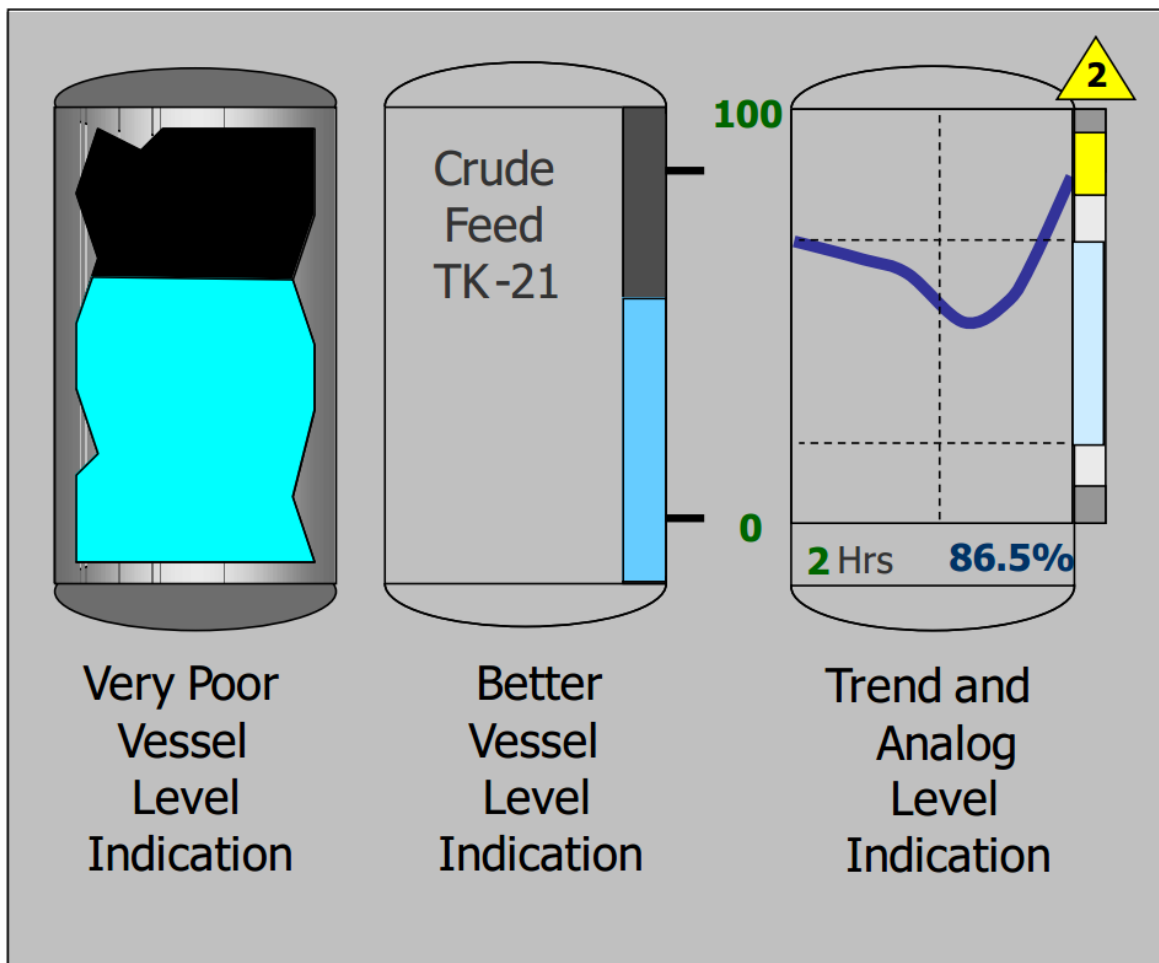 Crude
Feed
TK-21
100
0
2
2 Hrs 86.5%
Very Poor
Vessel
Level
Indication
Better
Vessel
Level
Indication
Trend and
Analog
Level
Indication